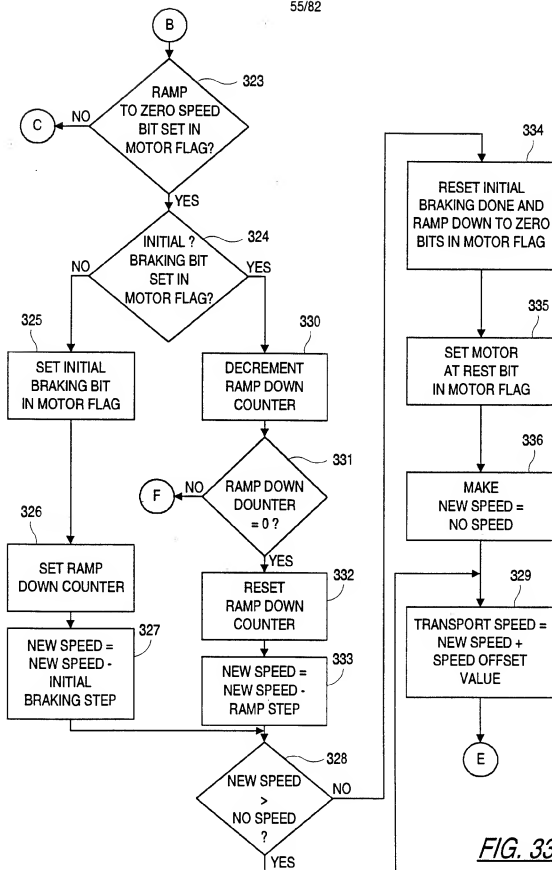 55/82
B
323
RAMP
TO ZERO SPEED
BIT SET IN
MOTOR FLAG?
NO
C
YES
324
INITIAL ?
BRAKING BIT
SET IN
MOTOR FLAG?
NO
YES
325
SET INITIAL
BRAKING BIT
IN MOTOR FLAG
330
DECREMENT
RAMP DOWN
COUNTER
331
RAMP DOWN
DOUNTER
= 0 ?
NO
F
YES
326
SET RAMP
DOWN COUNTER
327
NEW SPEED =
NEW SPEED -
INITIAL
BRAKING STEP
332
RESET
RAMP DOWN
COUNTER
333
NEW SPEED =
NEW SPEED -
RAMP STEP
328
NEW SPEED
>
NO SPEED
?
NO
YES
334
RESET INITIAL
BRAKING DONE AND
RAMP DOWN TO ZERO
BITS IN MOTOR FLAG
335
SET MOTOR
AT REST BIT
IN MOTOR FLAG
336
MAKE
NEW SPEED =
NO SPEED
329
TRANSPORT SPEED =
NEW SPEED +
SPEED OFFSET
VALUE
E
FIG. 33